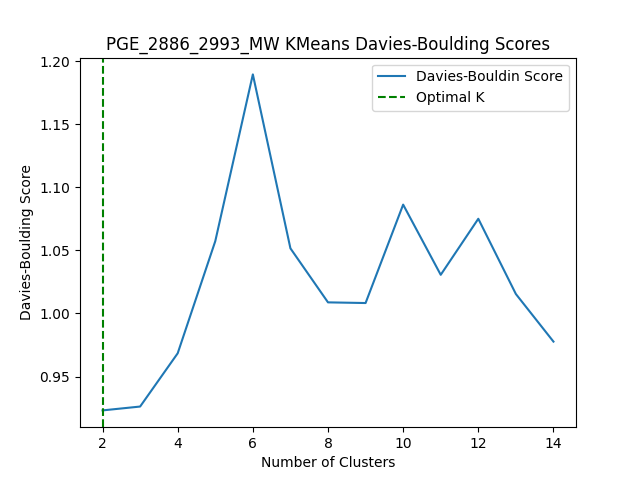 PGE_2886_2993_MW KMeans Davies-Boulding Scores
Davies-Bouldin Score
Optimal K
Davies-Boulding Score
1.20
1.15
1.10
1.05
1.00
0.95
2 4 6 8 10 12 14
Number of Clusters